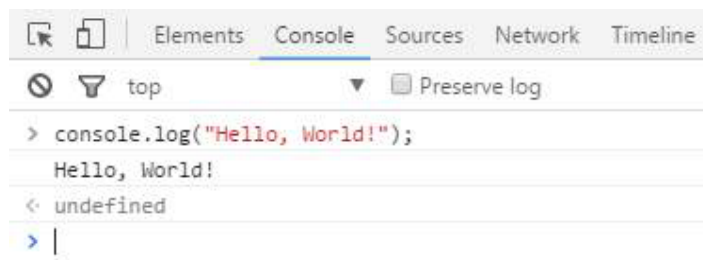 Elements Console Sources Network Timeline
top ▼ Preserve log
> console.log("Hello, World!");
Hello, World!
<· undefined
>